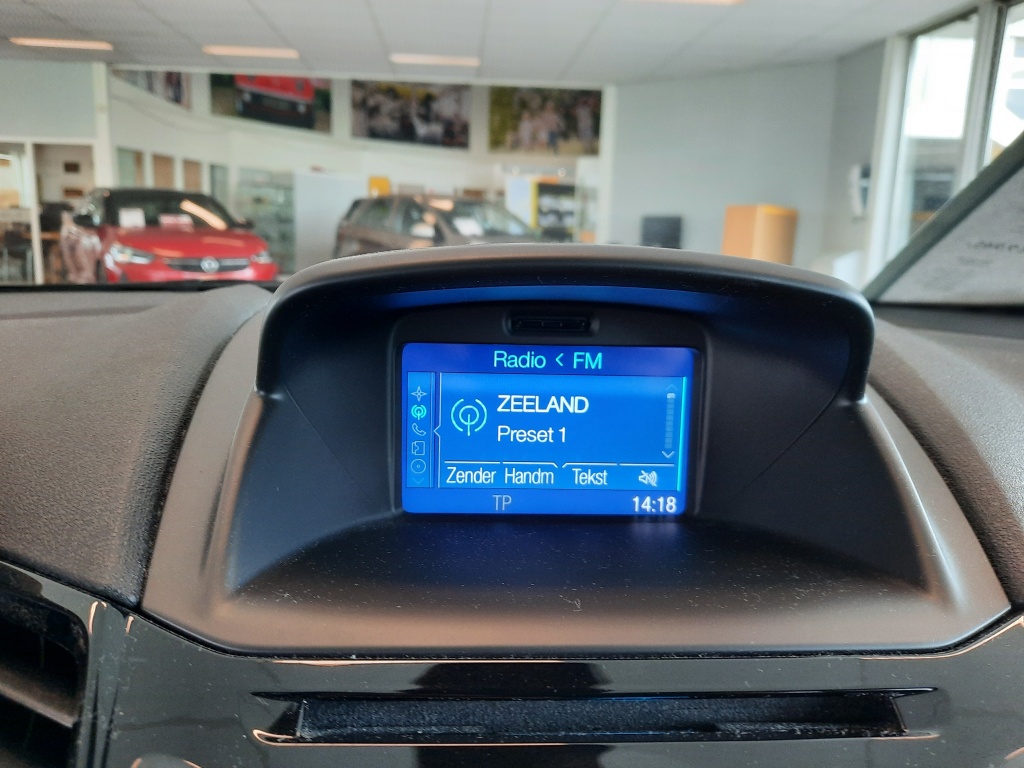 Radio < FM
ZEELAND
Preset 1
Zender Handm Tekst
TP 14:18